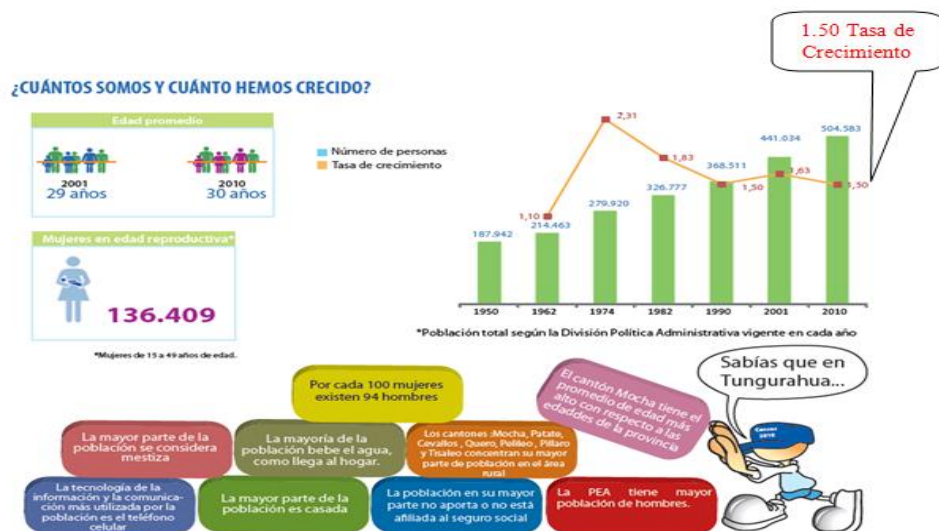 1.50 Tasa de
Crecimiento
¿CUÁNTOS SOMOS Y CUÁNTO HEMOS CRECIDO?
Edad promedio
2001
29 años
2010
30 años
Mujeres en edad reproductiva*
136.409
*Mujeres de 15 a 49 años de edad.
Número de personas
Tasa de crecimiento
187.942
214.463
279.920
326.777
368.511
441.034
504.583
1,10
2,31
1,83
1,50
1,63
1,50
1950
1962
1974
1982
1990
2001
2010
*Población total según la División Política Administrativa vigente en cada año
Sabías que en
Tungurahua...
Censo
2010
Por cada 100 mujeres
existen 94 hombres
El cantón Mocha tiene el
promedio de edad más
alto con respecto a las
edaddes de la provincia
La mayor parte de la
población se considera
mestiza
La mayoría de la
población bebe el agua,
como llega al hogar.
Los cantones :Mocha, Patate,
Cevallos , Quero, Pelileo , Píllaro
y Tisaleo concentran su mayor
parte de población en el área
rural
La tecnología de la
información y la comunica-
ción más utilizada por la
población es el teléfono
celular
La mayor parte de la
población es casada
La población en su mayor
parte no aporta o no está
afiliada al seguro social
La PEA tiene mayor
población de hombres.